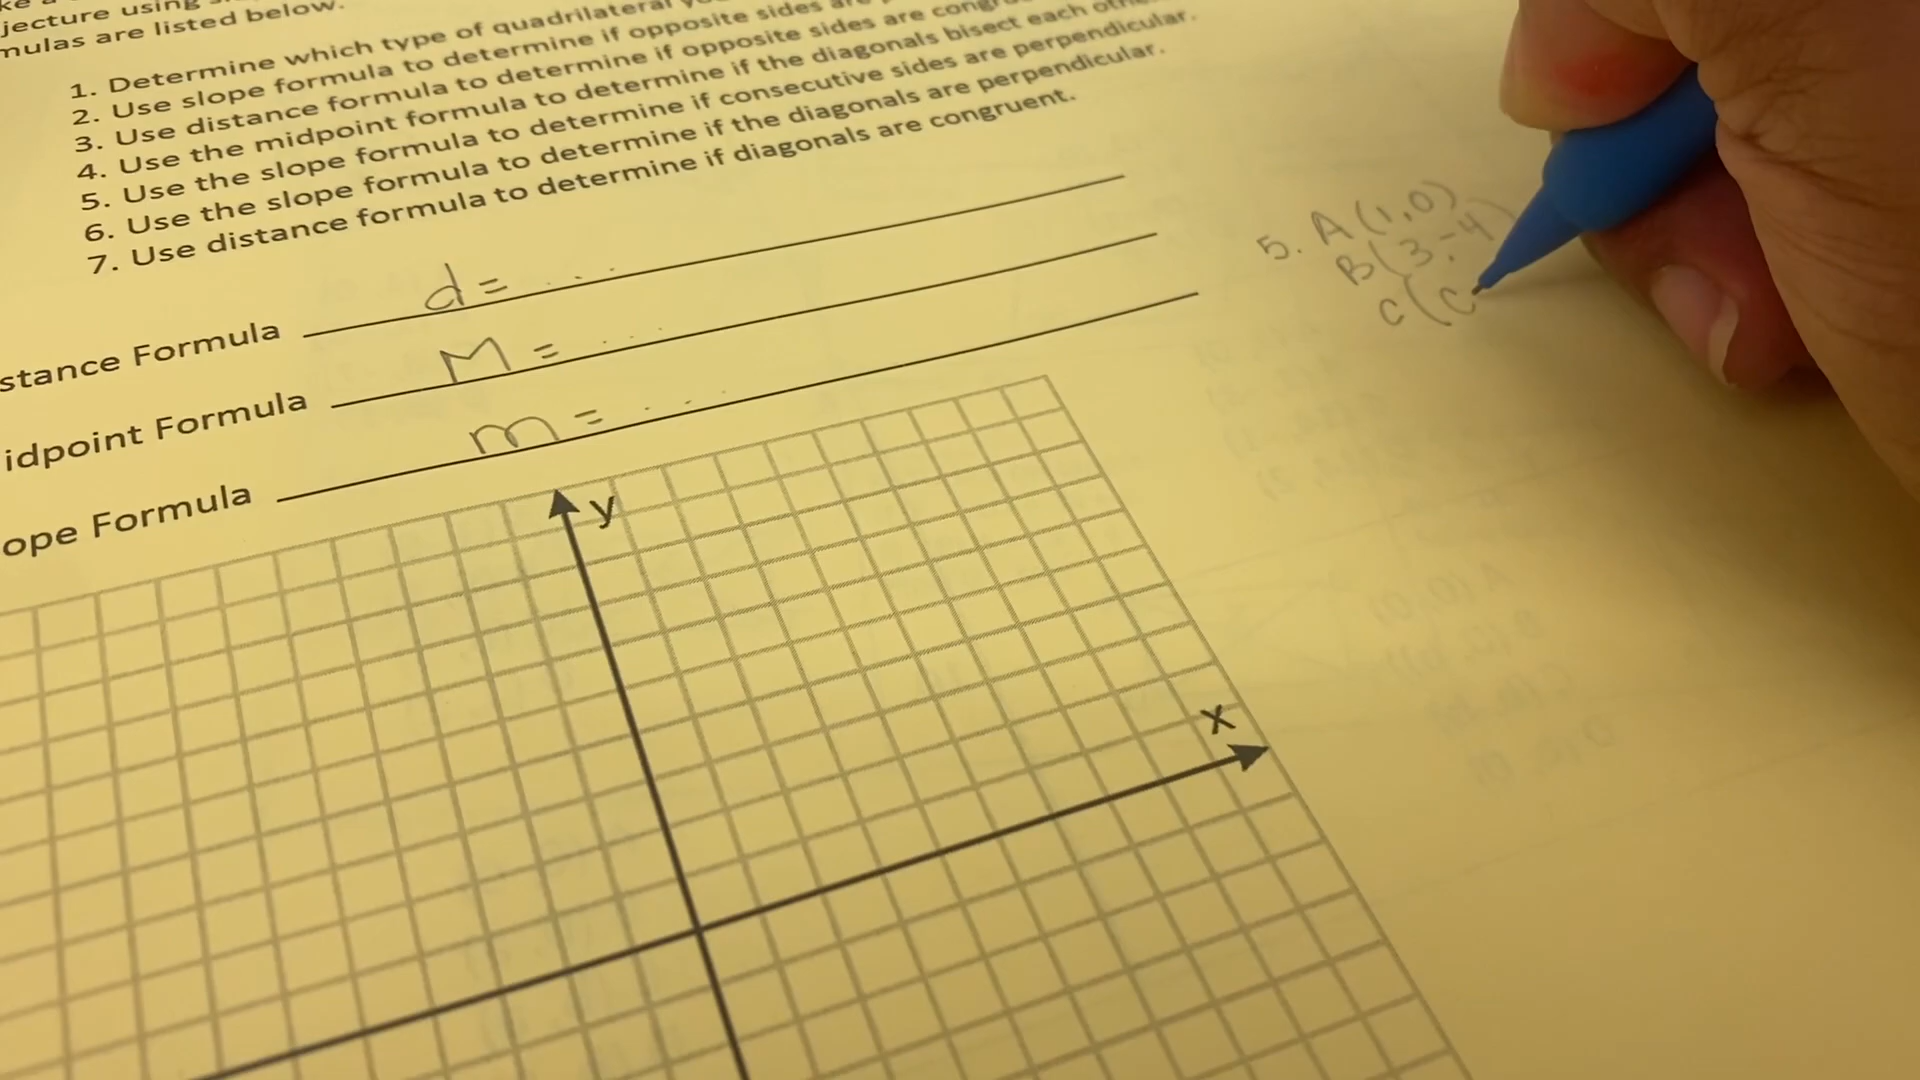 jecture using
mulas are listed below.
1. Determine which type of quadrilateral
2. Use slope formula to determine if opposite sides are
3. Use distance formula to determine if opposite sides are
4. Use the midpoint formula to determine if the diagonals bisect each
5. Use the slope formula to determine if consecutive sides are perpendicular.
6. Use the slope formula to determine if the diagonals are perpendicular.
7. Use distance formula to determine if diagonals are congruent.
stance Formula d = ...
idpoint Formula M = ...
ope Formula m = ...
5. A (1,0)
B (3,-4)
C (
y
x